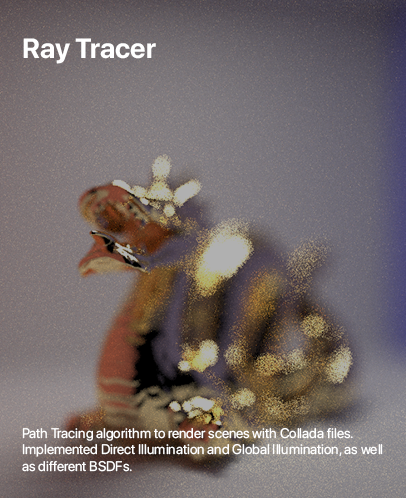 Ray Tracer
Path Tracing algorithm to render scenes with Collada files.
Implemented Direct Illumination and Global Illumination, as well
as different BSDFs.